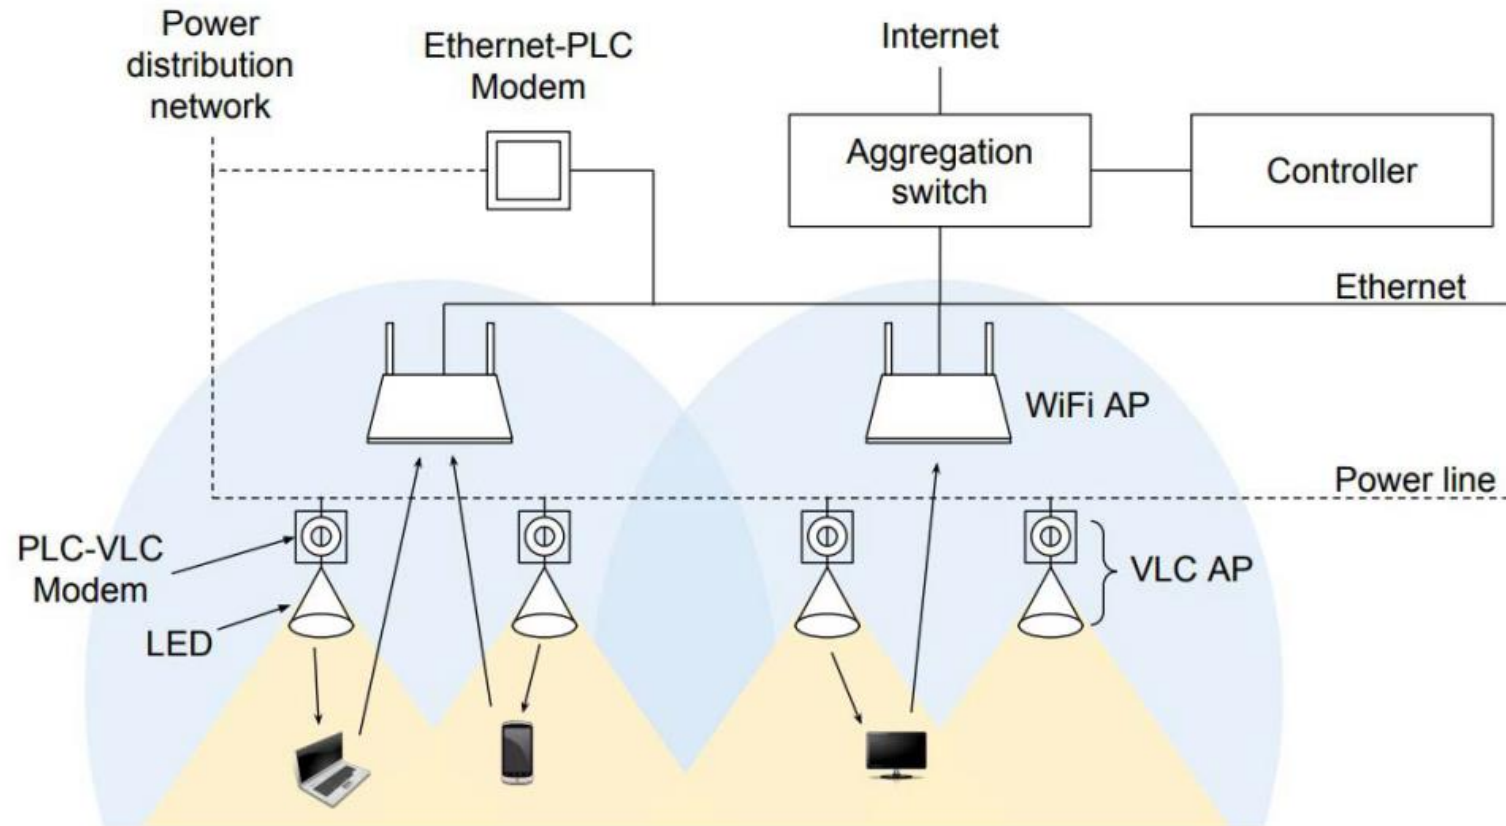 Power
distribution
network
Ethernet-PLC
Modem
Internet
Aggregation
switch
Controller
Ethernet
WiFi AP
Power line
PLC-VLC
Modem
VLC AP
LED